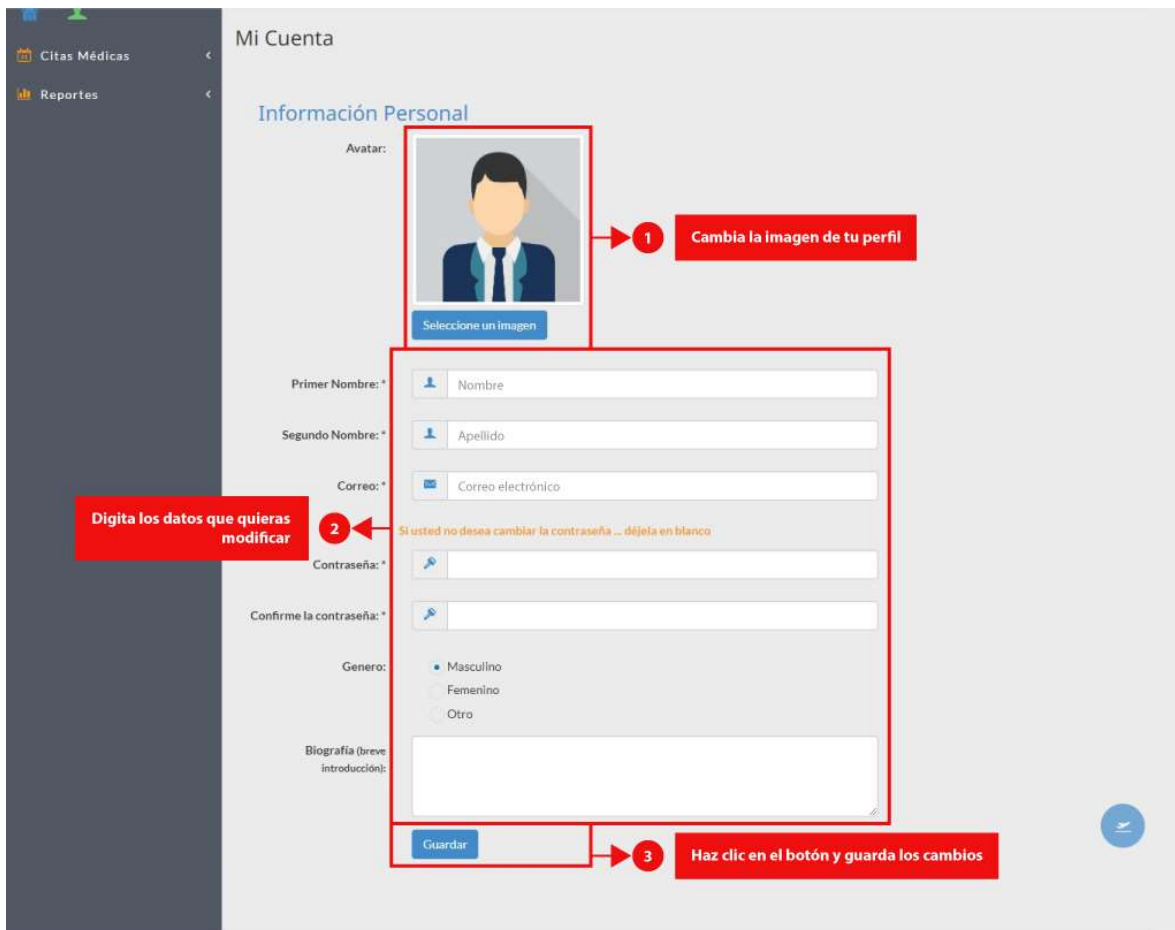 Citas Médicas
Reportes
Mi Cuenta
Información Personal
Avatar:
1
Cambia la imagen de tu perfil
Seleccione un imagen
Primer Nombre: *
Nombre
Segundo Nombre: *
Apellido
Correo: *
Correo electrónico
Digita los datos que quieras
modificar
2
Si usted no desea cambiar la contraseña ... déjela en blanco
Contraseña: *
Confirme la contraseña: *
Genero:
Masculino
Femenino
Otro
Biografía (breve
introducción):
Guardar
3
Haz clic en el botón y guarda los cambios